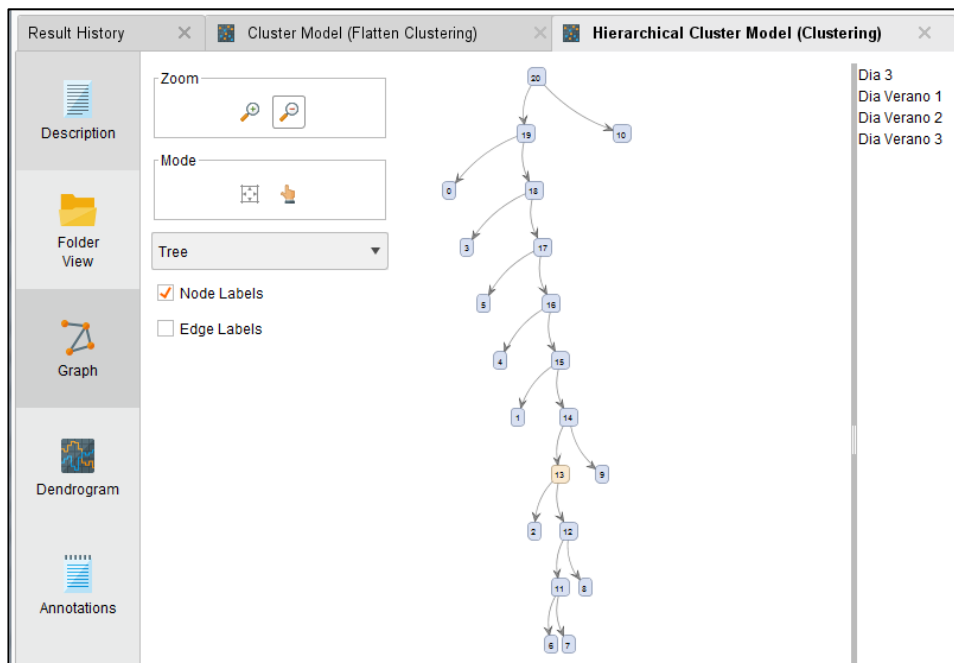 Result History
Cluster Model (Flatten Clustering)
Hierarchical Cluster Model (Clustering)
Description
Folder
View
Graph
Dendrogram
Annotations
Zoom
Mode
Tree
Node Labels
Edge Labels
20
19
10
0
18
3
17
5
16
4
15
1
14
13
9
2
12
11
8
6
7
Dia 3
Dia Verano 1
Dia Verano 2
Dia Verano 3